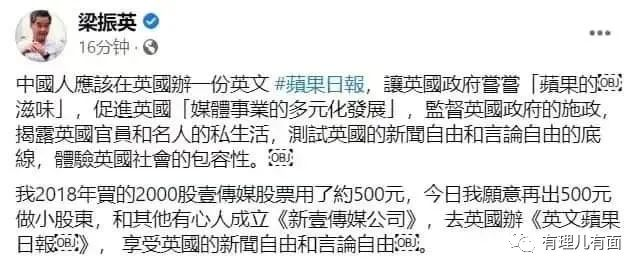 梁振英
16分钟
中國人應該在英國辦一份英文 #蘋果日報，讓英國政府嘗嘗「蘋果的￼
滋味」，促進英國「媒體事業的多元化發展」，監督英國政府的施政，
揭露英國官員和名人的私生活，測試英國的新聞自由和言論自由的底
線，體驗英國社會的包容性。￼
我2018年買的2000股壹傳媒股票用了約500元，今日我願意再出500元
做小股東，和其他有心人成立《新壹傳媒公司》，去英國辦《英文蘋果
日報￼》，享受英國的新聞自由和言論自由￼。
有理儿有面